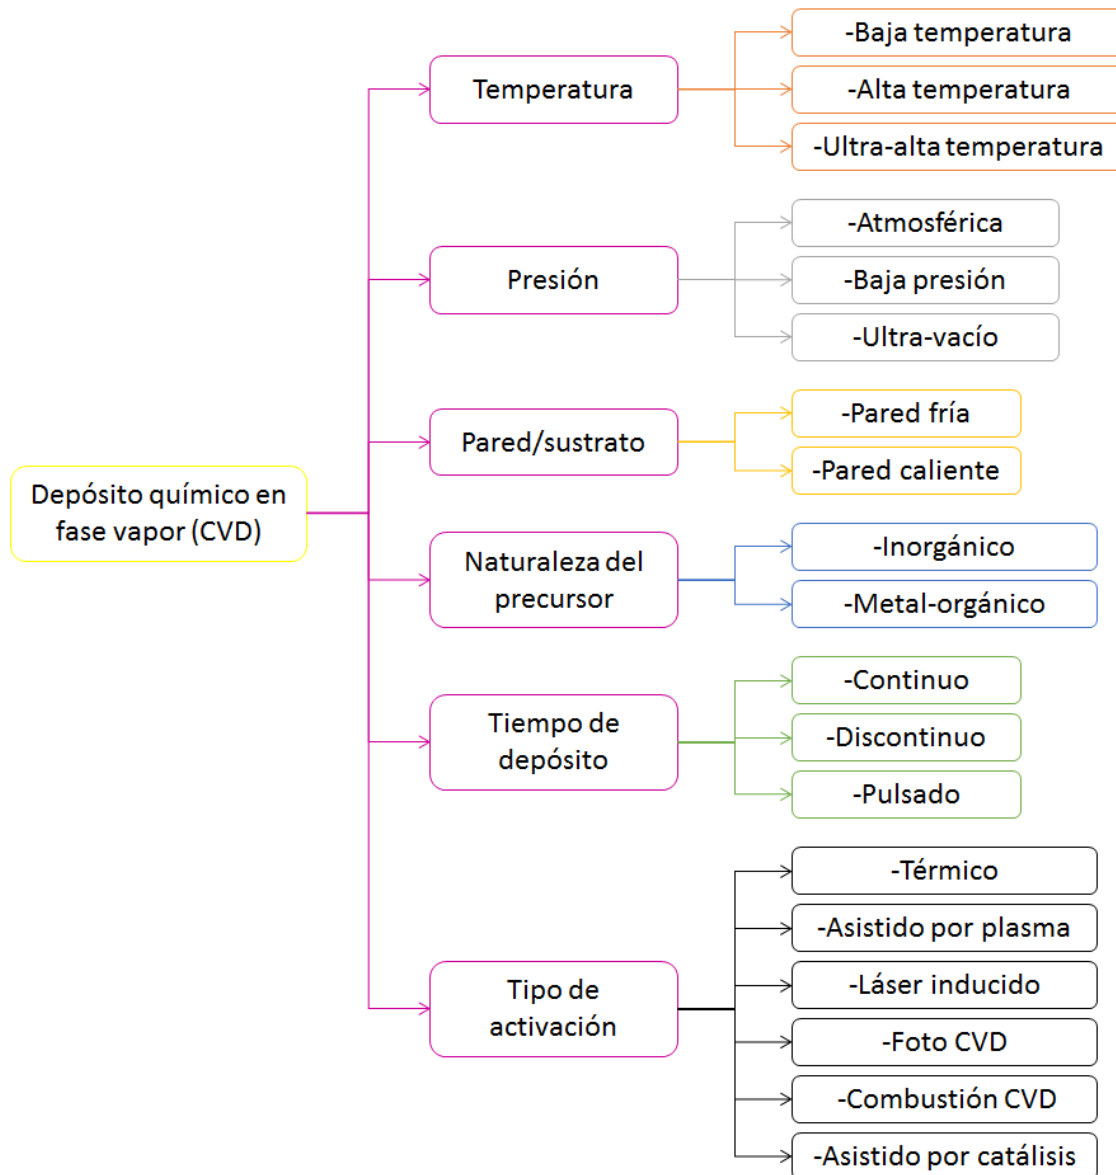 Depósito químico en
fase vapor (CVD)
Temperatura
-Baja temperatura
-Alta temperatura
-Ultra-alta temperatura
Presión
-Atmosférica
-Baja presión
-Ultra-vacío
Pared/sustrato
-Pared fría
-Pared caliente
Naturaleza del
precursor
-Inorgánico
-Metal-orgánico
Tiempo de
depósito
-Continuo
-Discontinuo
-Pulsado
Tipo de
activación
-Térmico
-Asistido por plasma
-Láser inducido
-Foto CVD
-Combustión CVD
-Asistido por catálisis